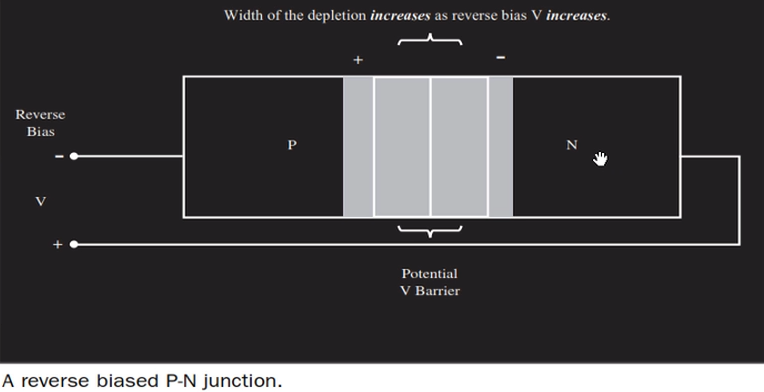 Width of the depletion increases as reverse bias V increases.
+ −
Reverse
Bias
P N
−
V
+
Potential
V Barrier
A reverse biased P-N junction.